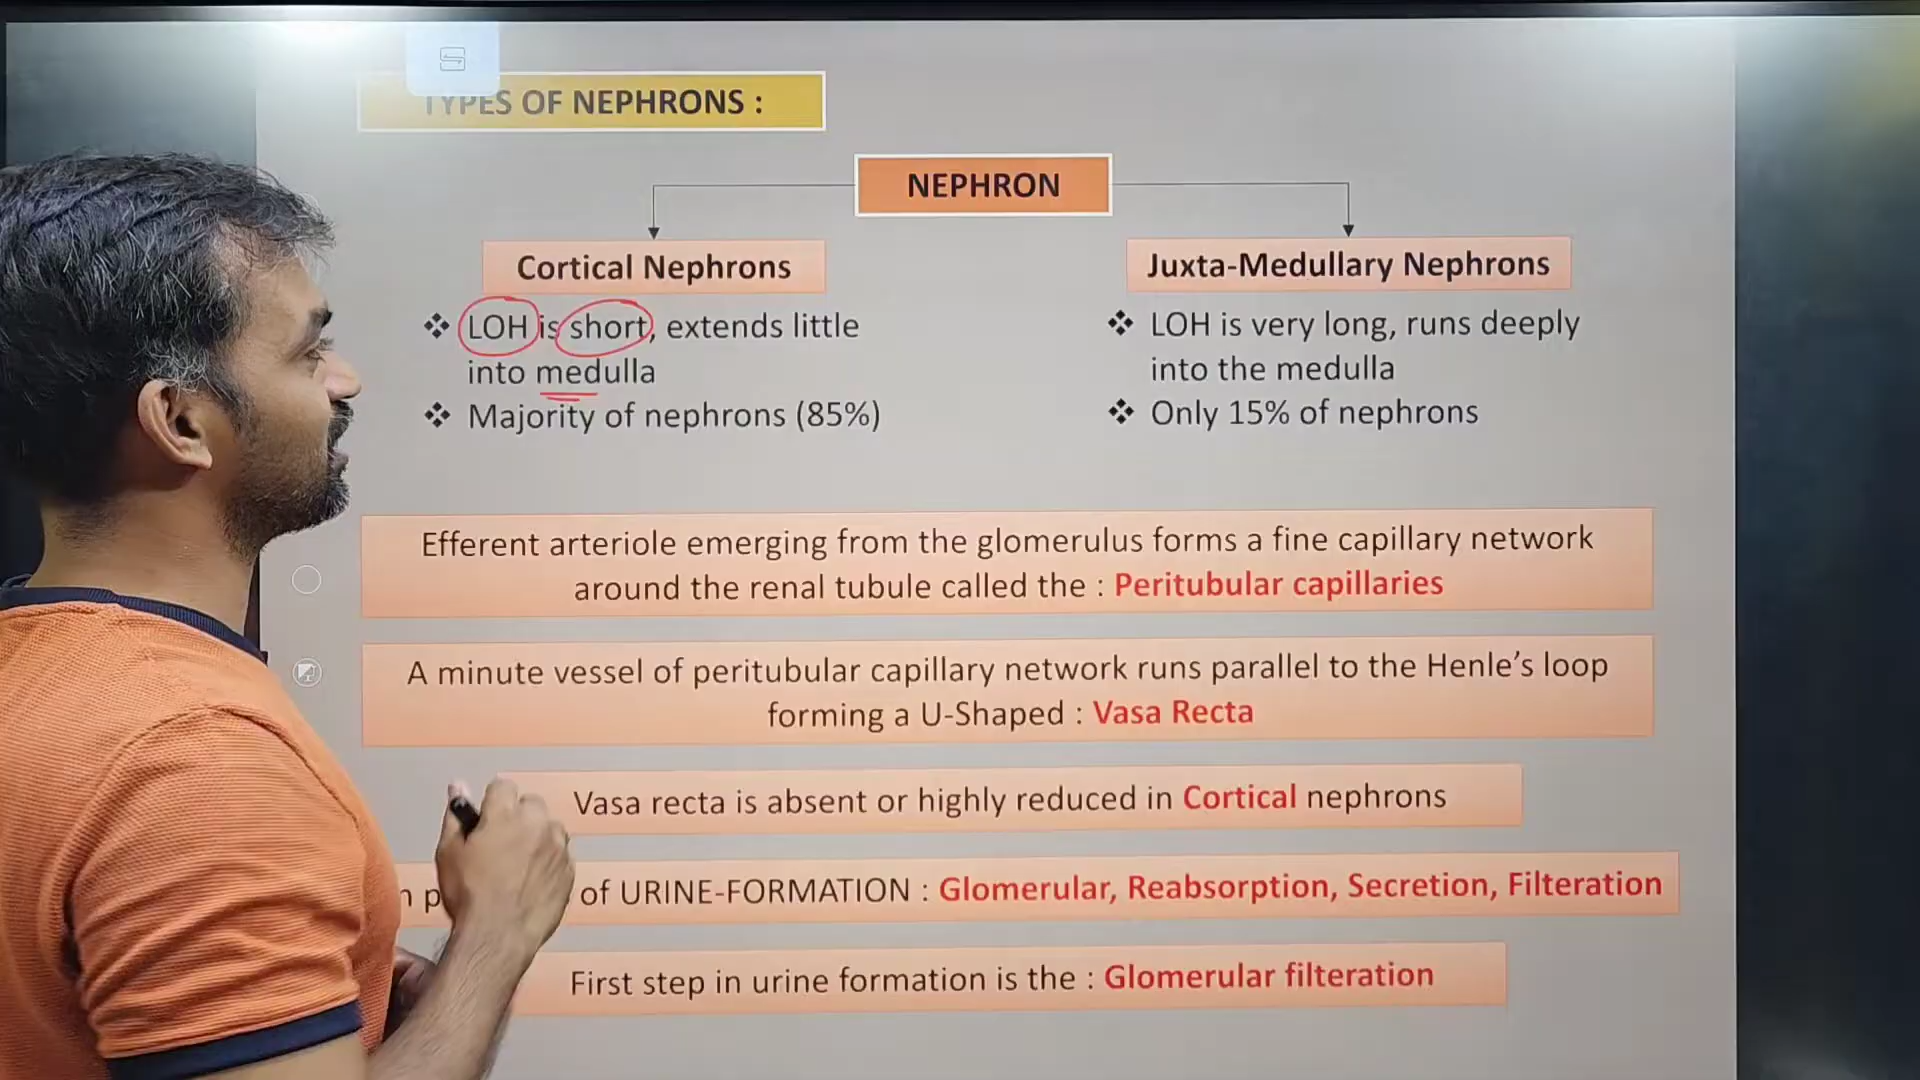 TYPES OF NEPHRONS :
NEPHRON
Cortical Nephrons
❖ LOH is short, extends little
into medulla
❖ Majority of nephrons (85%)
Juxta-Medullary Nephrons
❖ LOH is very long, runs deeply
into the medulla
❖ Only 15% of nephrons
Efferent arteriole emerging from the glomerulus forms a fine capillary network
around the renal tubule called the : Peritubular capillaries
A minute vessel of peritubular capillary network runs parallel to the Henle’s loop
forming a U-Shaped : Vasa Recta
Vasa recta is absent or highly reduced in Cortical nephrons
of URINE-FORMATION : Glomerular, Reabsorption, Secretion, Filteration
First step in urine formation is the : Glomerular filteration